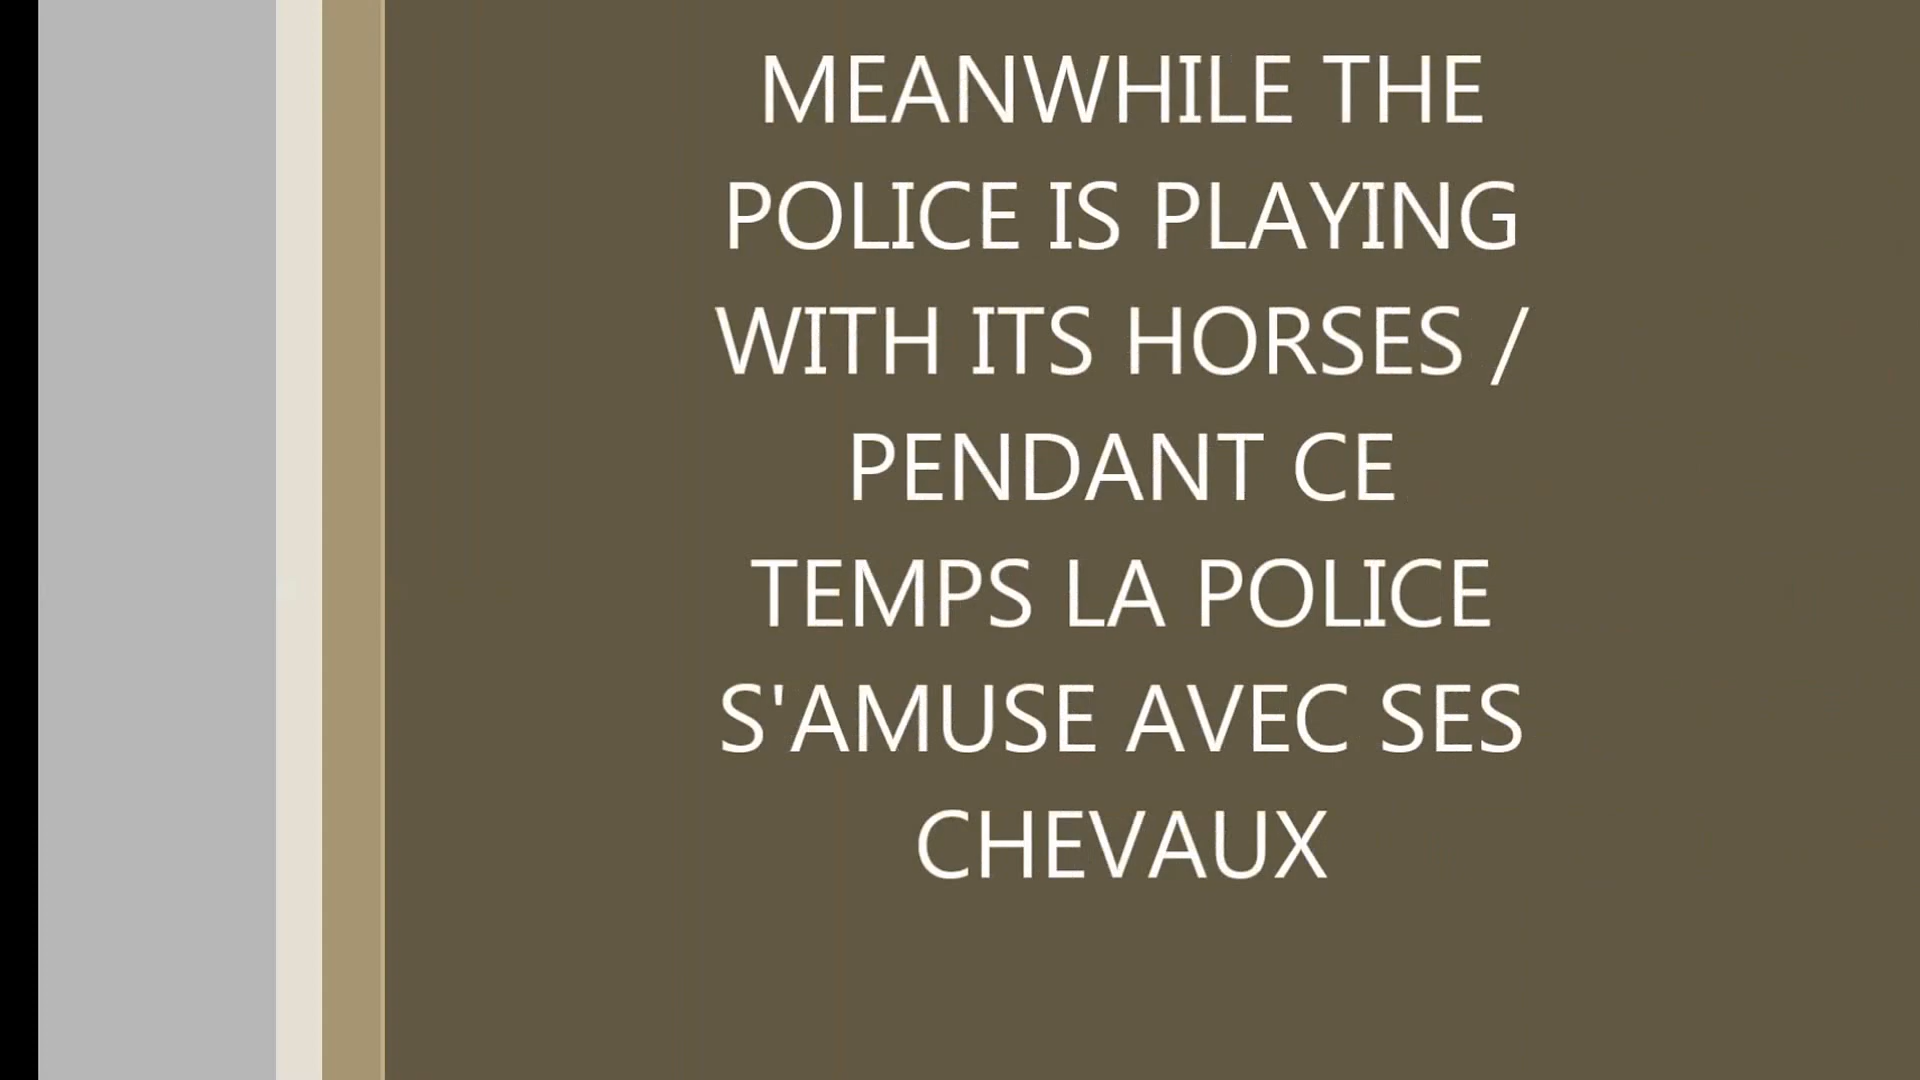 MEANWHILE THE
POLICE IS PLAYING
WITH ITS HORSES /
PENDANT CE
TEMPS LA POLICE
S'AMUSE AVEC SES
CHEVAUX